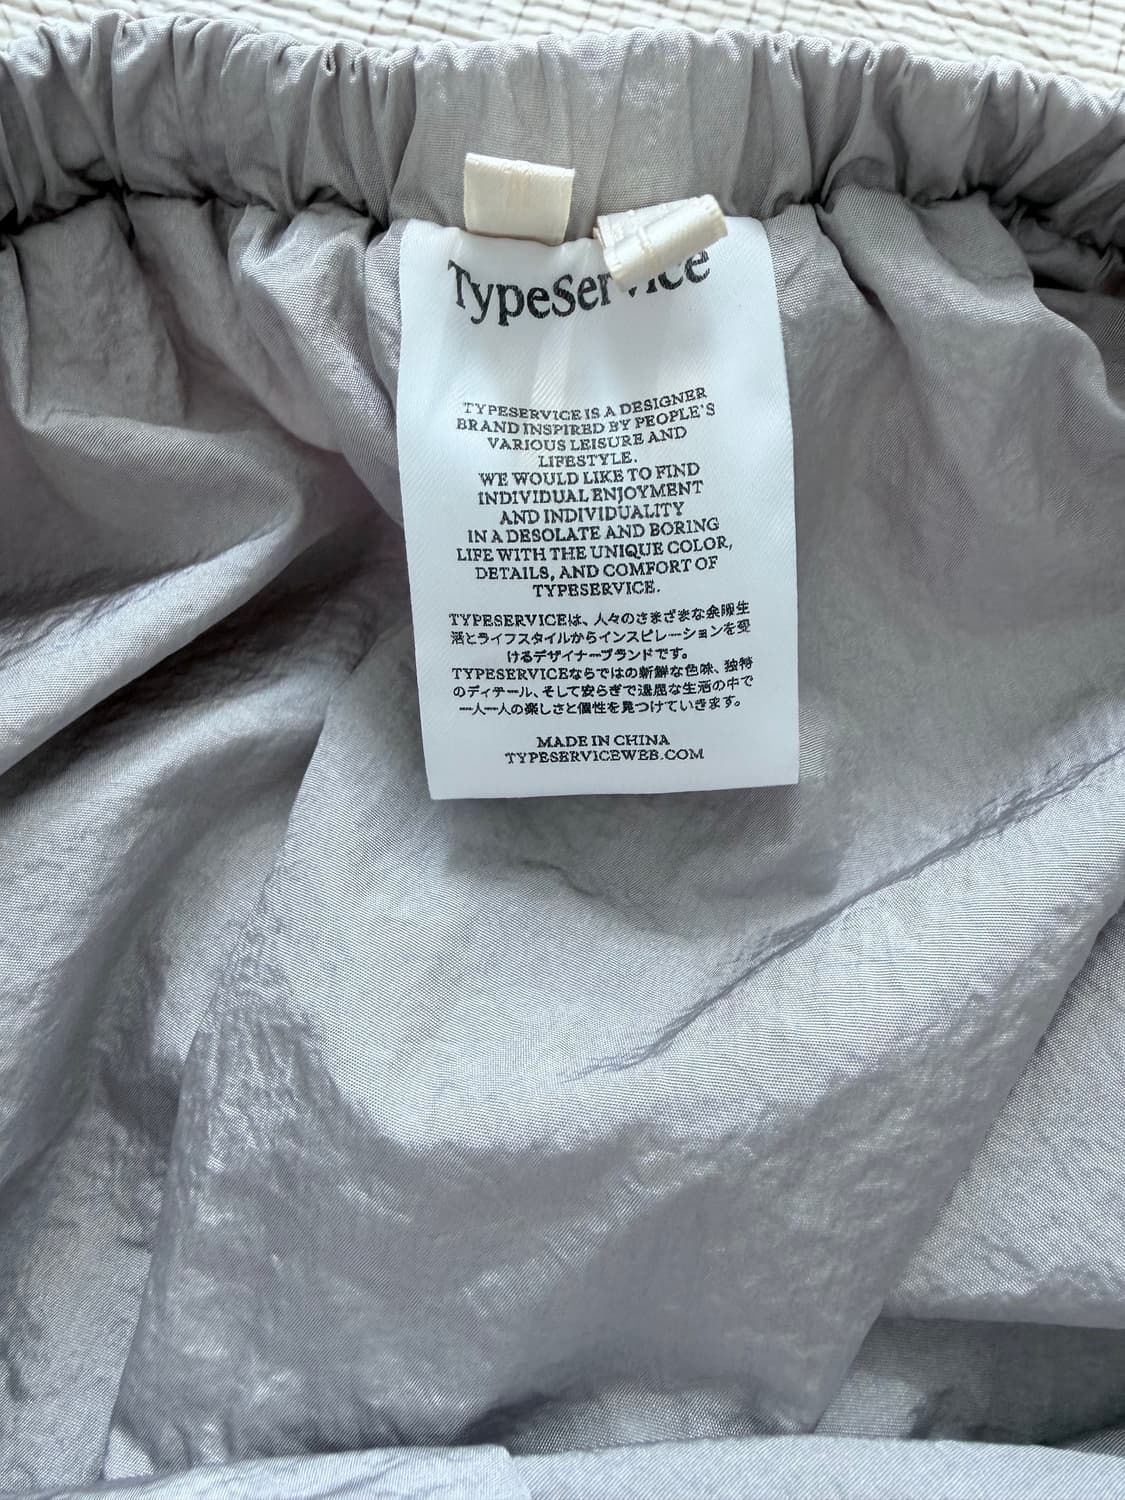 TypeService
TYPESERVICE IS A DESIGNER
BRAND INSPIRED BY PEOPLE'S
VARIOUS LEISURE AND
LIFESTYLE.
WE WOULD LIKE TO FIND
INDIVIDUAL ENJOYMENT
AND INDIVIDUALITY
IN A DESOLATE AND BORING
LIFE WITH THE UNIQUE COLOR,
DETAILS, AND COMFORT OF
TYPESERVICE.
TYPESERVICEは、人々のさまざまな余暇生
活とライフスタイルからインスピレーションを受
けるデザイナーブランドです。
TYPESERVICEならではの新鮮な色味、独特
のディテール、そして安らぎで退屈な生活の中で
一人一人の楽しさと個性を見つけていきます。
MADE IN CHINA
TYPESERVICEWEB.COM